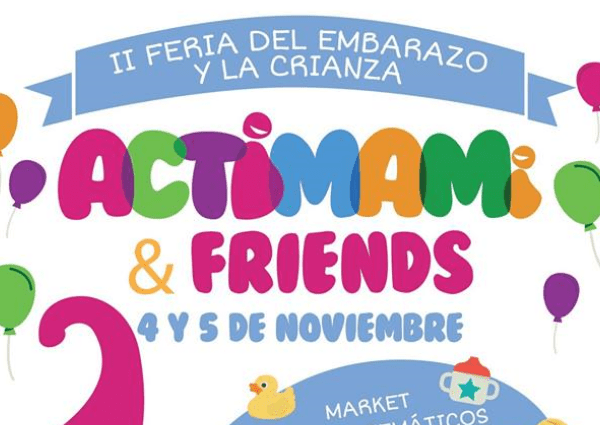 II FERIA DEL EMBARAZO
Y LA CRIANZA
ACTIMAMi
& FRIENDS
4 Y 5 DE NOVIEMBRE
MARKET